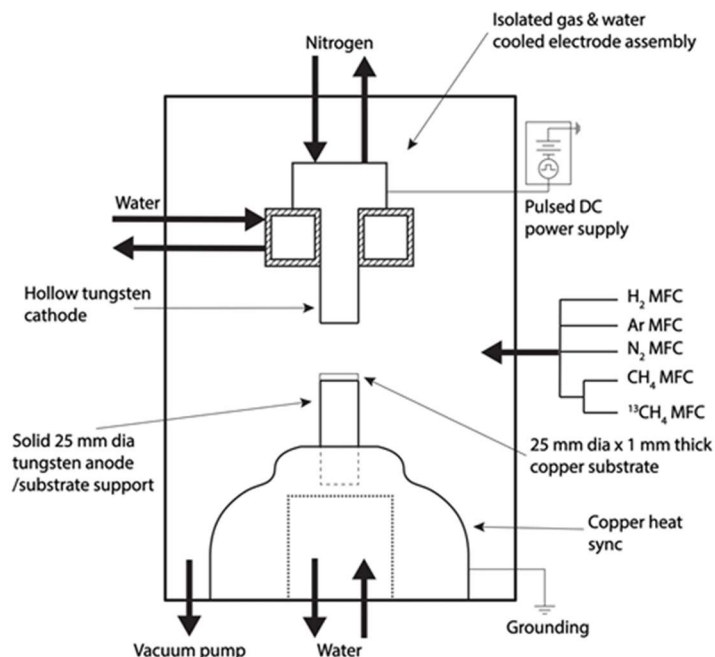 Isolated gas & water
cooled electrode assembly
Nitrogen
Water
Pulsed DC
power supply
Hollow tungsten
cathode
H₂ MFC
Ar MFC
N₂ MFC
CH₄ MFC
¹³CH₄ MFC
Solid 25 mm dia
tungsten anode
/substrate support
25 mm dia x 1 mm thick
copper substrate
Copper heat
sync
Grounding
Vacuum pump
Water